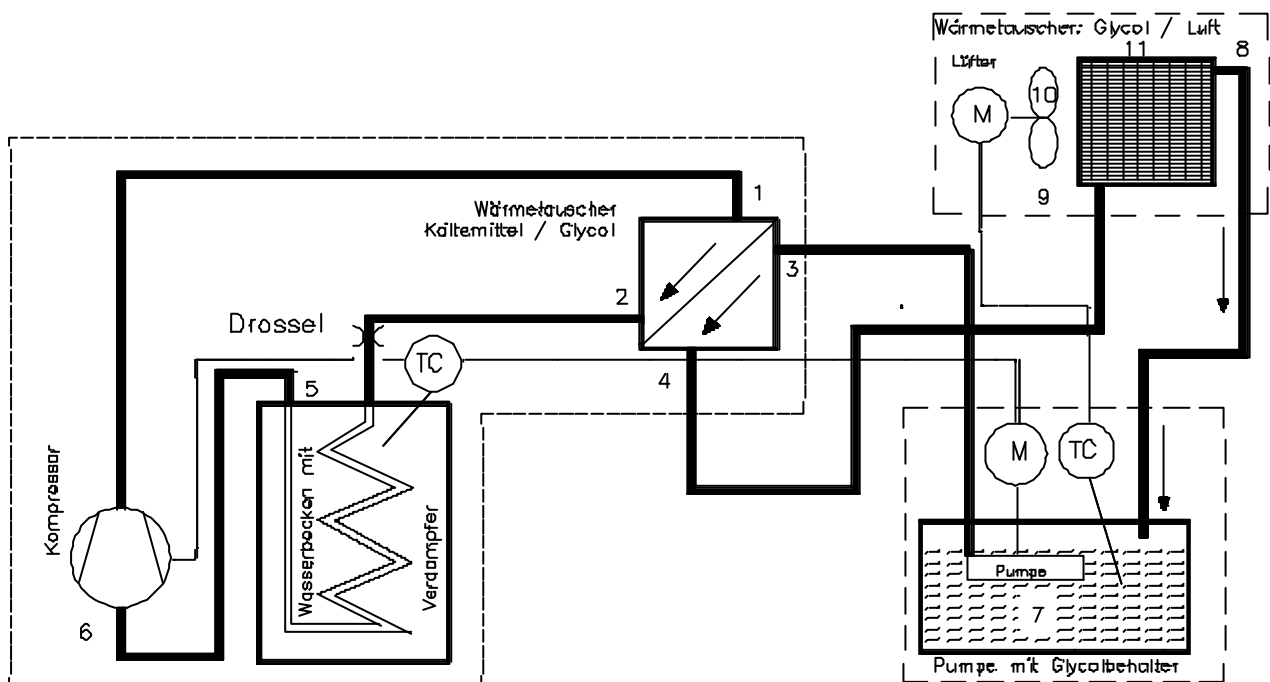 Wärmetauscher: Glycol / Luft
11
8
Lüfter
10
M
9
1
Wärmetauscher
Kältemittel / Glycol
3
2
Drossel
TC
4
5
Kompressor
Wasserbecken mit
Verdampfer
M
TC
Pumpe
7
6
Pumpe mit Glycolbehalter